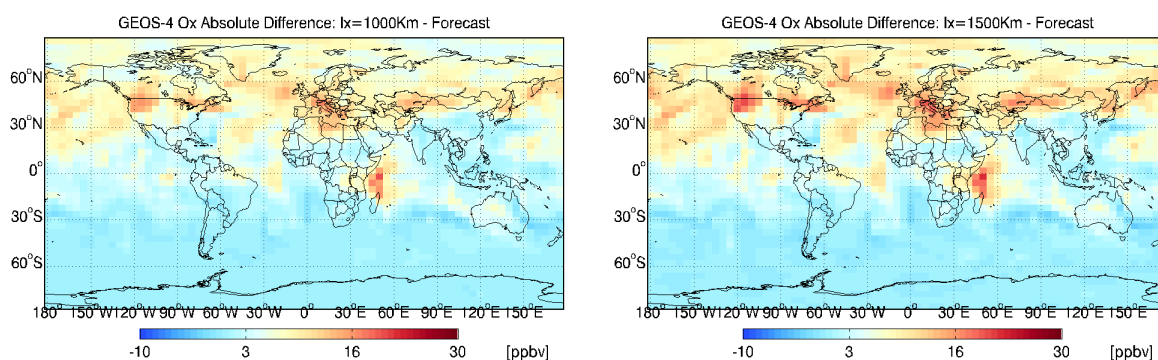 GEOS-4 Ox Absolute Difference: lx=1000Km - Forecast
60°N
30°N
0°
30°S
60°S
180°W 150°W 120°W 90°W 60°W 30°W 0° 30°E 60°E 90°E 120°E 150°E
-10 3 16 30 [ppbv]
GEOS-4 Ox Absolute Difference: lx=1500Km - Forecast
60°N
30°N
0°
30°S
60°S
180°W 150°W 120°W 90°W 60°W 30°W 0° 30°E 60°E 90°E 120°E 150°E
-10 3 16 30 [ppbv]